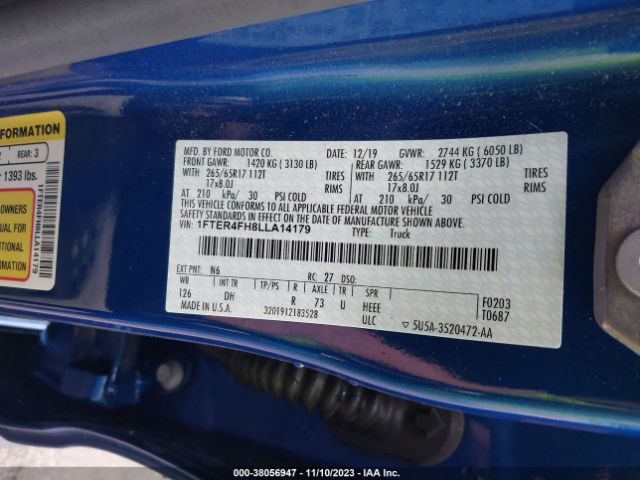 FORMATION
REAR: 3
1393 lbs.
OWNERS
NUAL FOR
DITIONAL
RMATION
1FTER4FH8LLA14179
MFD. BY FORD MOTOR CO.
12/19 GVWR: 2744 KG ( 6050 LB)
FRONT GAWR: 1420 KG ( 3130 LB)
REAR GAWR: 1529 KG ( 3370 LB)
WITH 265/65R17 112T TIRES
WITH 265/65R17 112T TIRES
17x8.0J RIMS
17x8.0J RIMS
AT 210 kPa/ 30 PSI COLD
AT 210 kPa/ 30 PSI COLD
THIS VEHICLE CONFORMS TO ALL APPLICABLE FEDERAL MOTOR VEHICLE
SAFETY STANDARDS IN EFFECT ON THE DATE OF MANUFACTURE SHOWN ABOVE.
VIN: 1FTER4FH8LLA14179
TYPE: Truck
EXT PNT: N6 RC: 27 DSO:
WB INT TR TP/PS R AXLE TR SPR
126 DH R 73 U HEEE
F0203
T0687
MADE IN U.S.A. 3201912183528 ULC
5U5A-3520472-AA
000-38056947 - 11/10/2023 - IAA Inc.